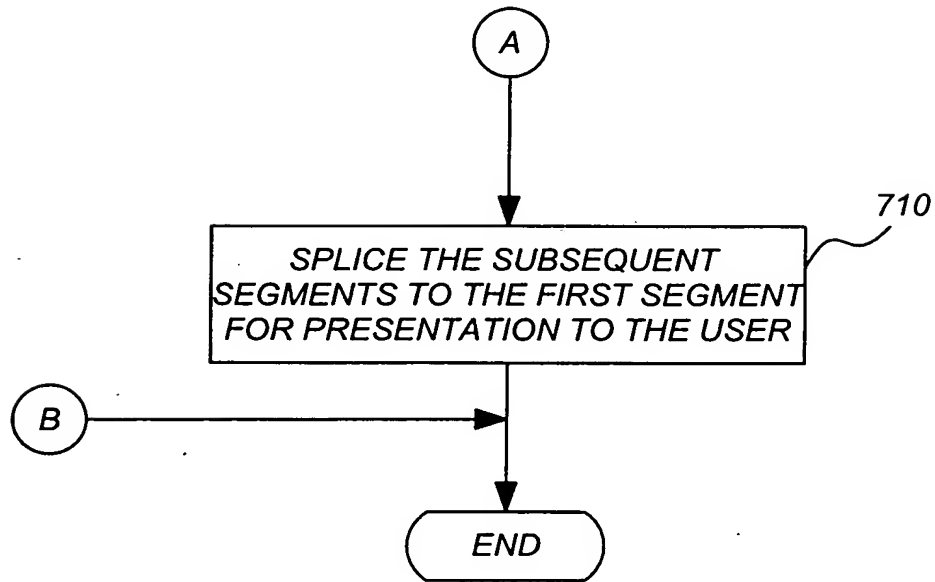 A
710
SPLICE THE SUBSEQUENT
SEGMENTS TO THE FIRST SEGMENT
FOR PRESENTATION TO THE USER
B
END